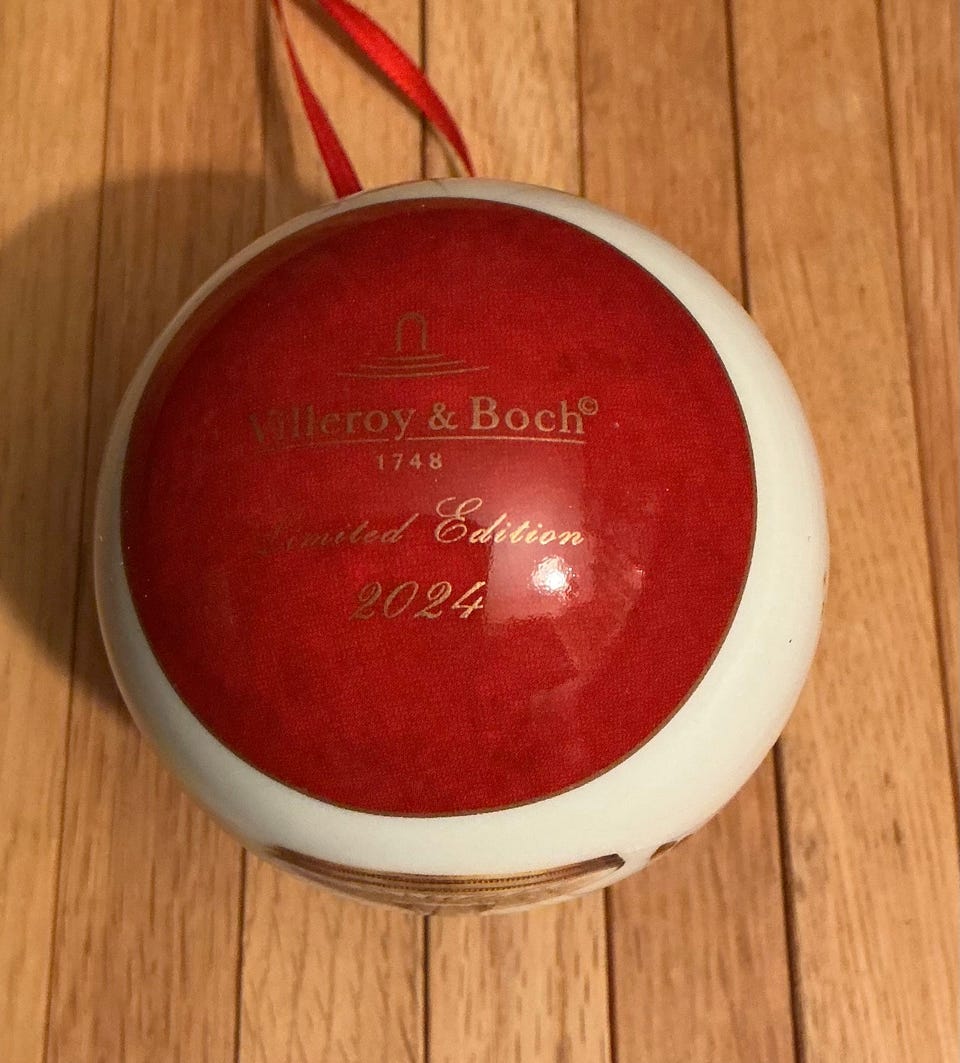 Villeroy & Boch©
1748
Limited Edition
2024